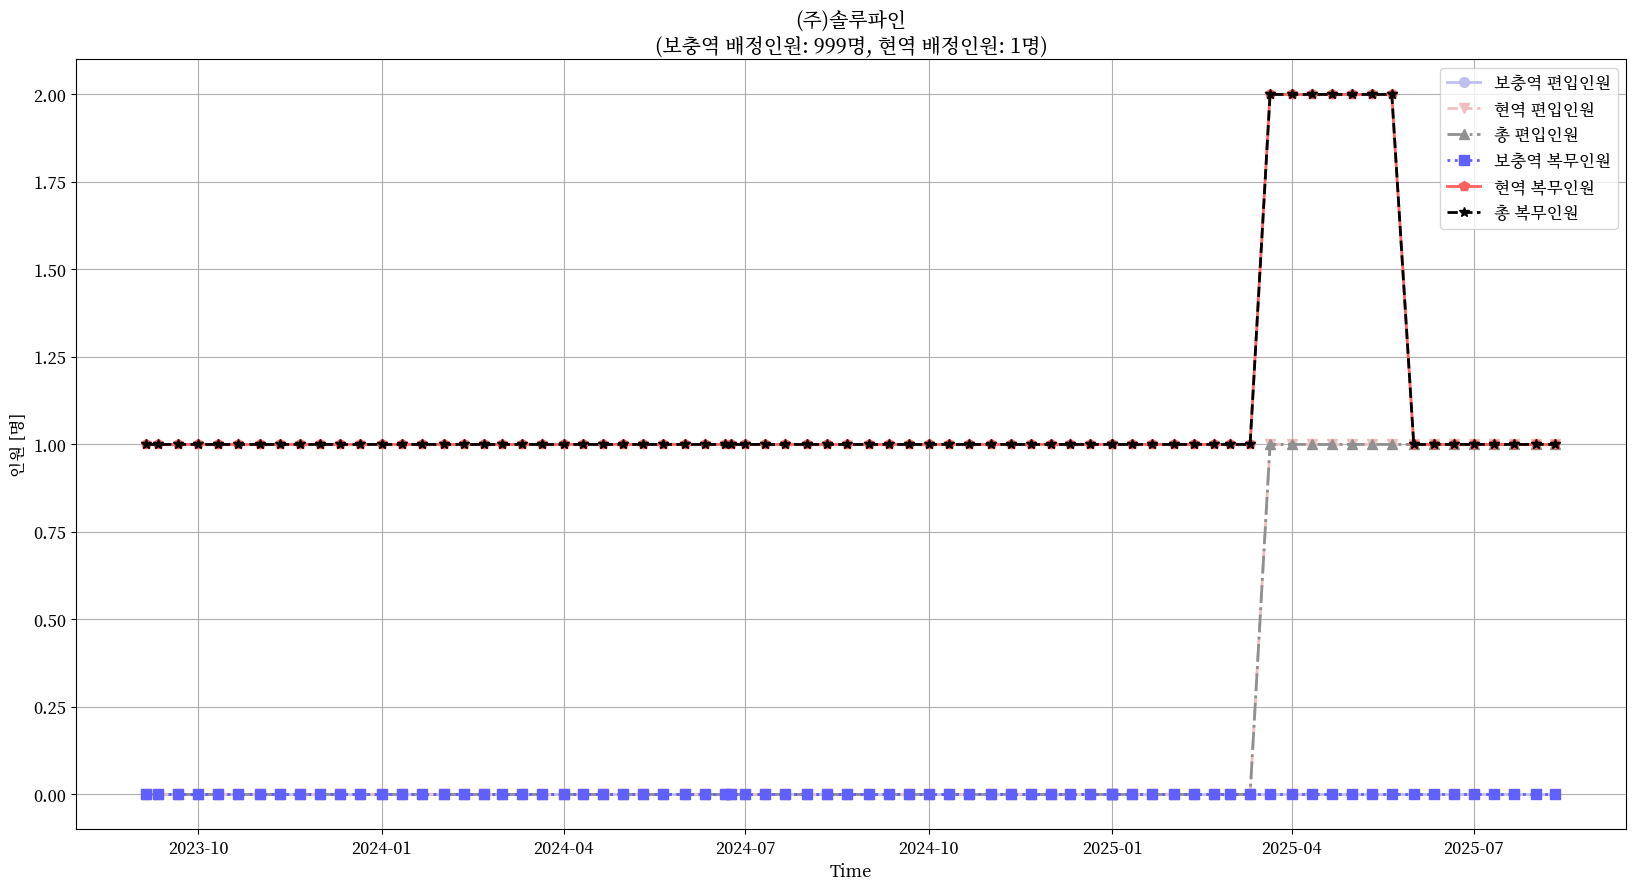 (주)솔루파인
(보충역 배정인원: 999명, 현역 배정인원: 1명)
보충역 편입인원
현역 편입인원
총 편입인원
보충역 복무인원
현역 복무인원
총 복무인원
인원 [명]
2.00
1.75
1.50
1.25
1.00
0.75
0.50
0.25
0.00
2023-10
2024-01
2024-04
2024-07
2024-10
2025-01
2025-04
2025-07
Time